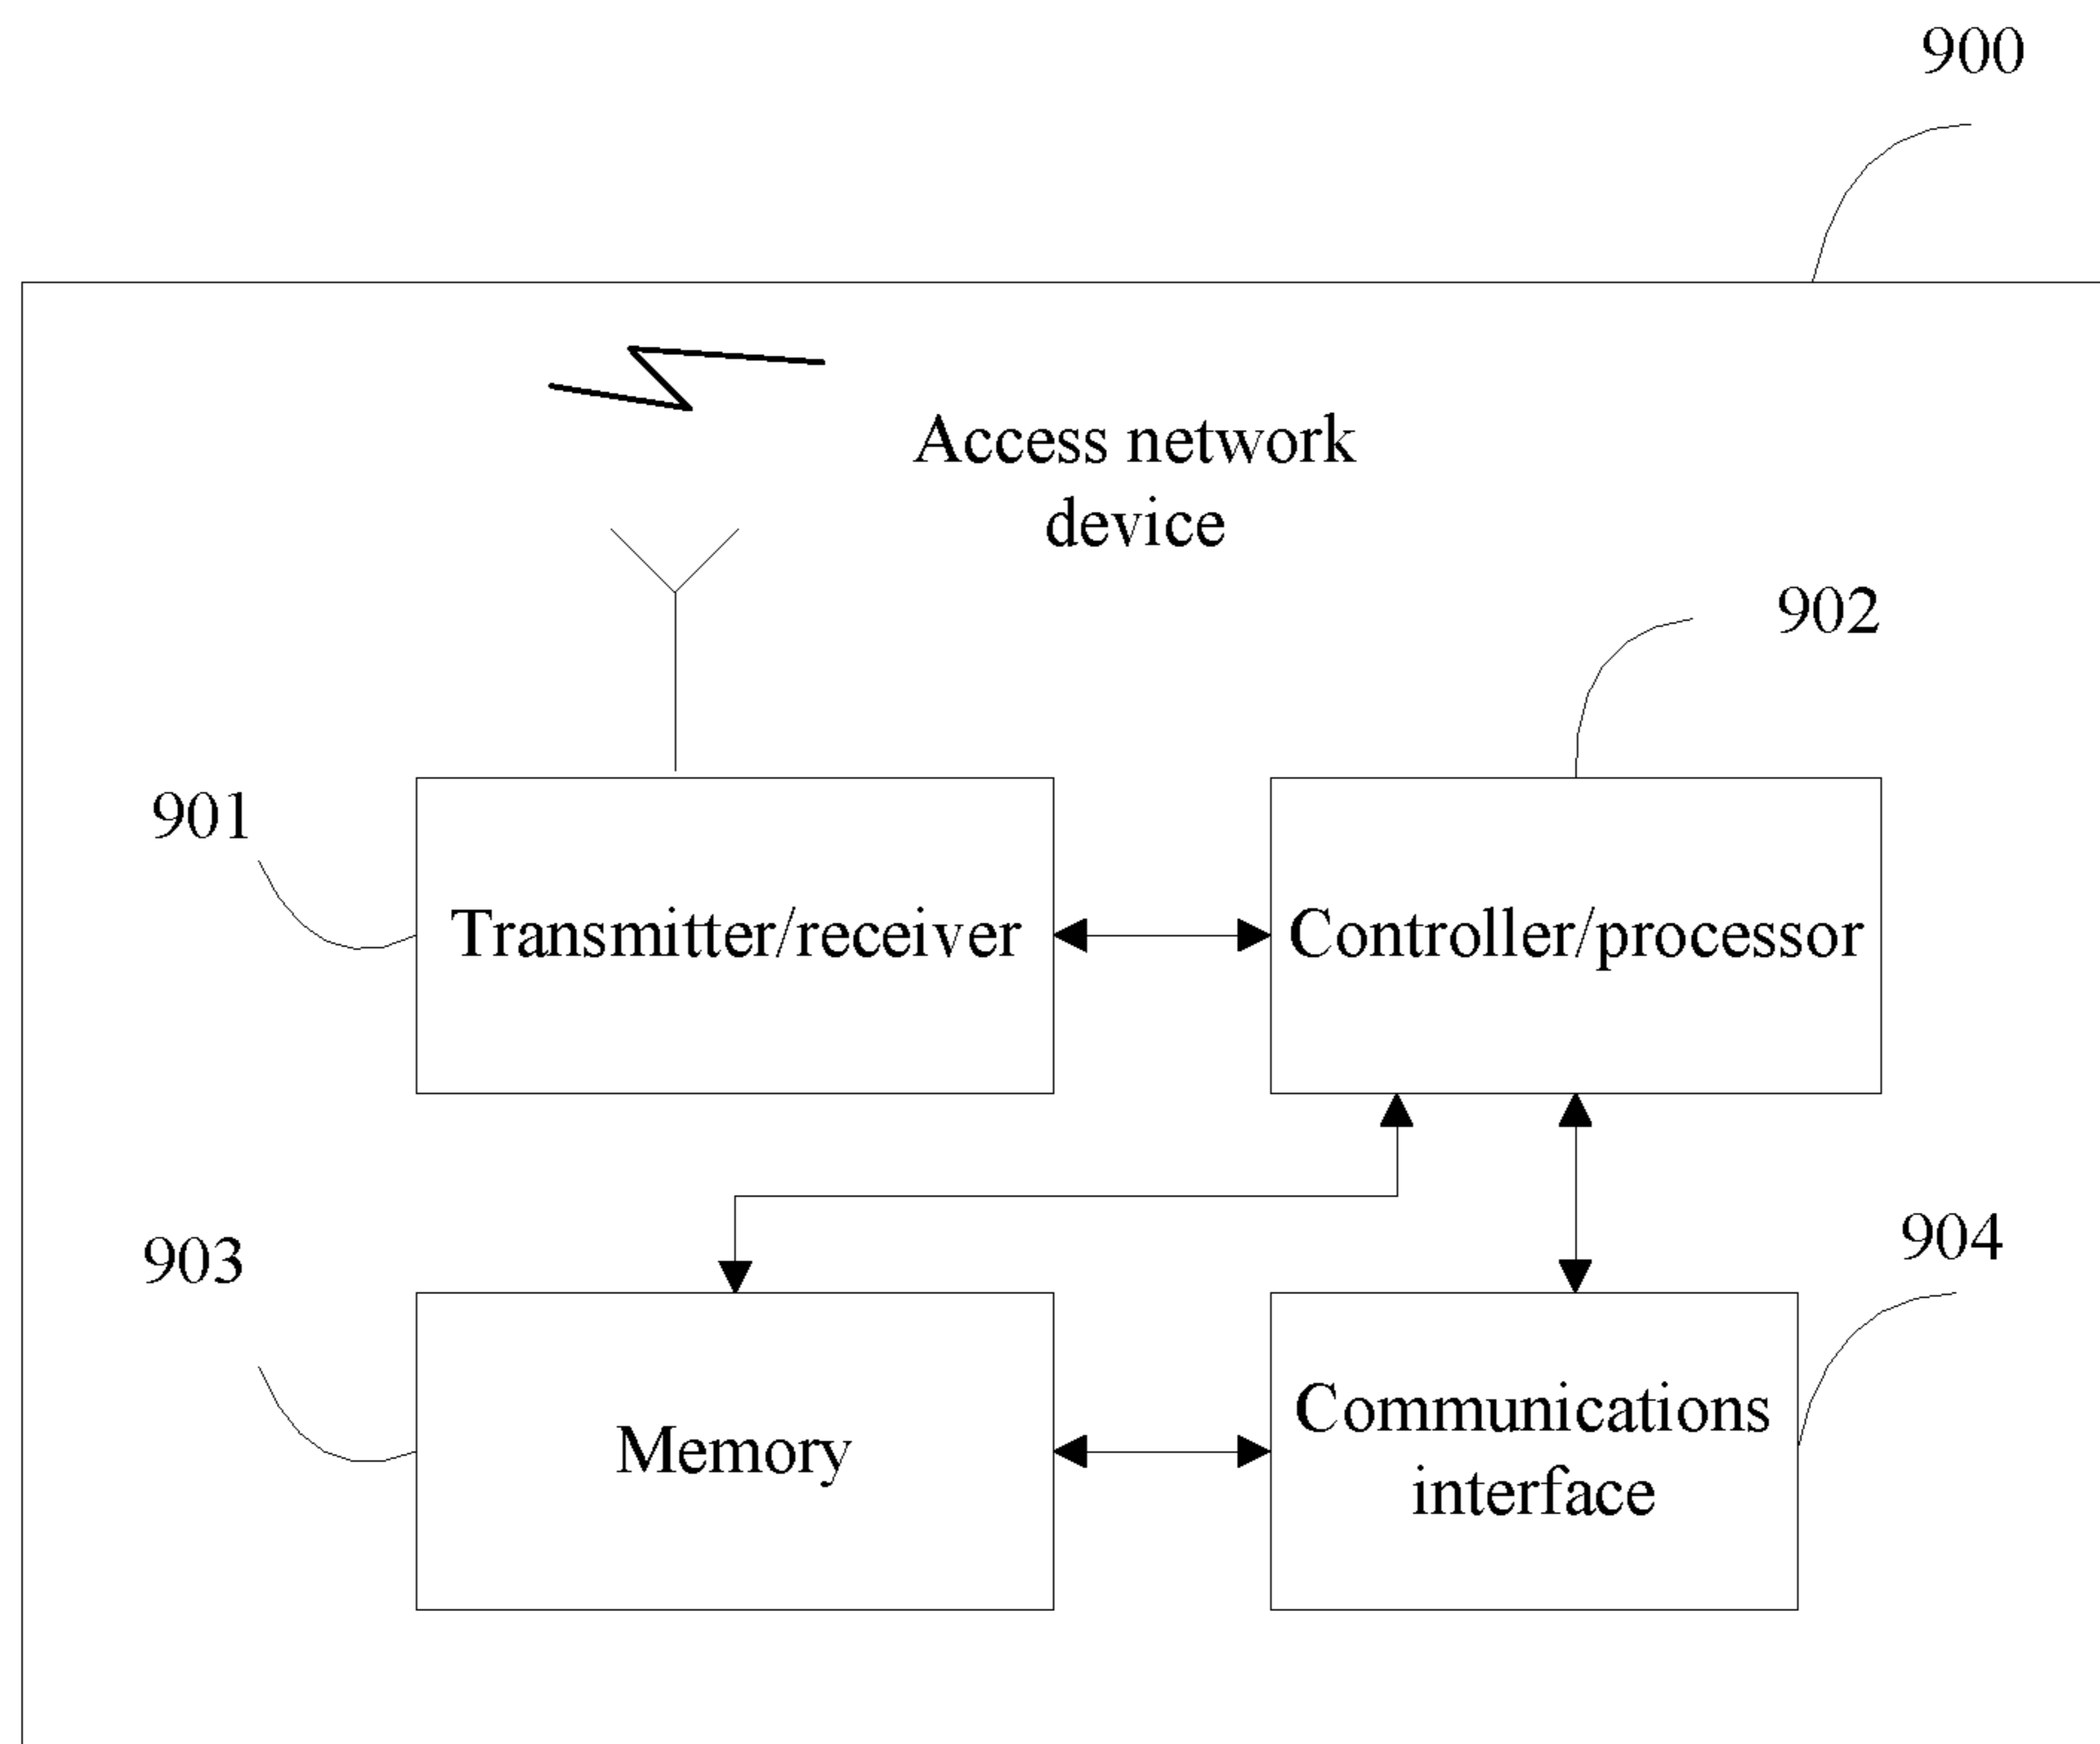 900
Access network
device
902
901
Transmitter/receiver
Controller/processor
903
904
Memory
Communications
interface